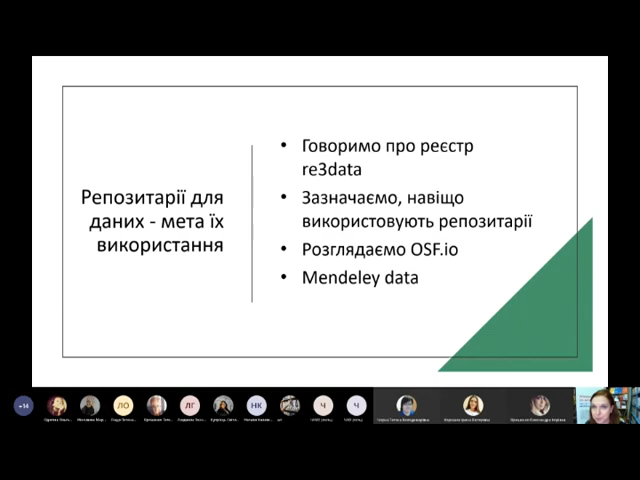 Репозитарії для
даних - мета їх
використання
• Говоримо про реєстр
re3data
• Зазначаємо, навіщо
використовують репозитарії
• Розглядаємо OSF.io
• Mendeley data
+14
ЛО
ЛГ
НК
Ч
Ч